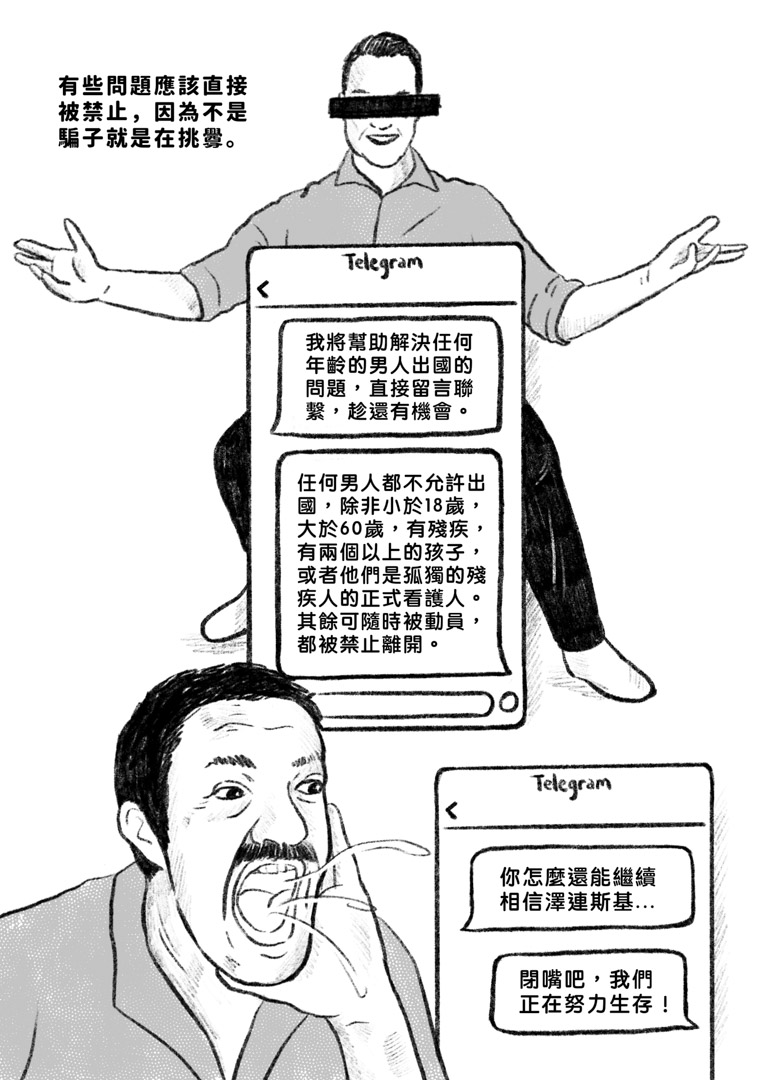 有些問題應該直接
被禁止，因為不是
騙子就是在挑釁。
Telegram
我將幫助解決任何
年齡的男人出國的
問題，直接留言聯
繫，趁還有機會。
任何男人都不允許出
國，除非小於18歲，
大於60歲，有殘疾，
有兩個以上的孩子，
或者他們是孤獨的殘
疾人的正式看護人。
其餘可隨時被動員，
都被禁止離開。
Telegram
你怎麼還能繼續
相信澤連斯基...
閉嘴吧，我們
正在努力生存！